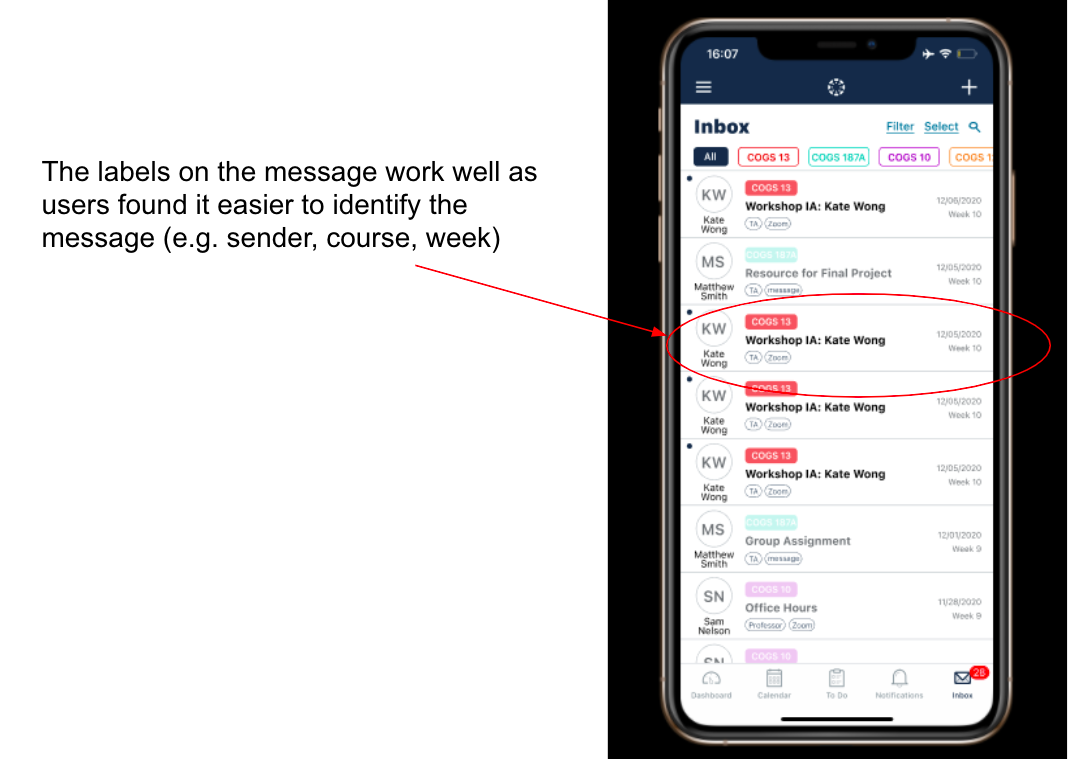 The labels on the message work well as
users found it easier to identify the
message (e.g. sender, course, week)
16:07
Inbox
Filter Select
All COGS 13 COGS 187A COGS 10 COGS 1
KW
Kate
Wong
COGS 13
Workshop IA: Kate Wong
TA Zoom
12/06/2020
Week 10
MS
Matthew
Smith
COGS 187A
Resource for Final Project
TA message
12/05/2020
Week 10
KW
Kate
Wong
COGS 13
Workshop IA: Kate Wong
TA Zoom
12/05/2020
Week 10
KW
Kate
Wong
COGS 13
Workshop IA: Kate Wong
TA Zoom
12/05/2020
Week 10
KW
Kate
Wong
COGS 13
Workshop IA: Kate Wong
TA Zoom
12/05/2020
Week 10
MS
Matthew
Smith
COGS 187A
Group Assignment
TA message
12/01/2020
Week 9
SN
Sam
Nelson
COGS 10
Office Hours
Professor Zoom
11/28/2020
Week 9
SN
COGS 10
Dashboard Calendar To Do Notifications Inbox
28